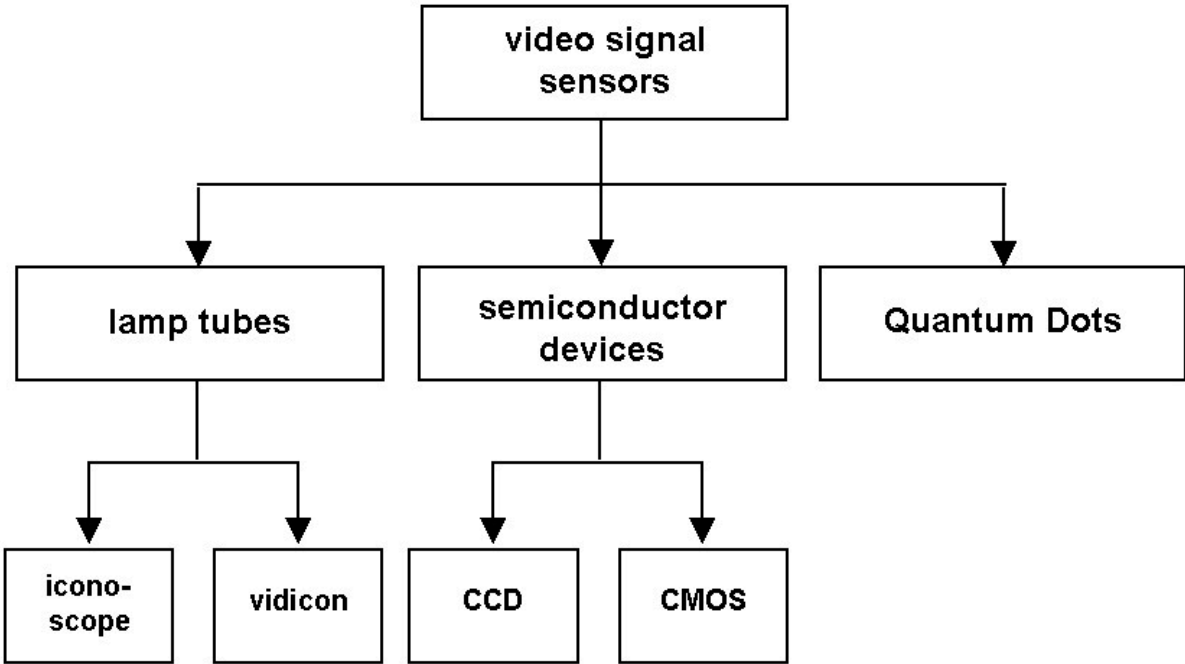 video signal
sensors
lamp tubes
semiconductor
devices
Quantum Dots
icono-
scope
vidicon
CCD
CMOS